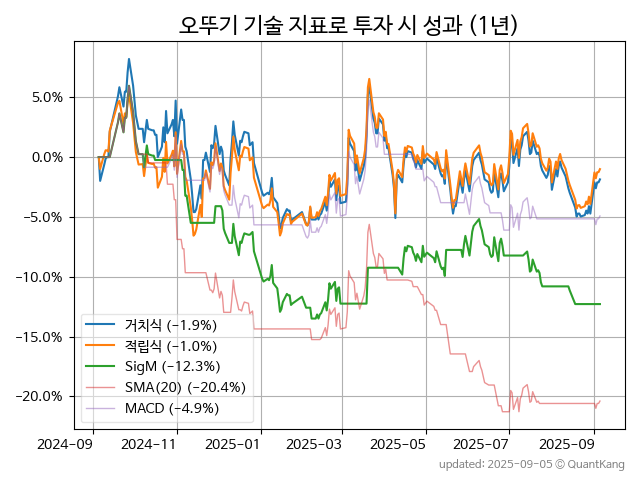 오뚜기 기술 지표로 투자 시 성과 (1년)
5.0%
0.0%
−5.0%
−10.0%
−15.0%
−20.0%
거치식 (−1.9%)
적립식 (−1.0%)
SigM (−12.3%)
SMA(20) (−20.4%)
MACD (−4.9%)
2024-09 2024-11 2025-01 2025-03 2025-05 2025-07 2025-09
updated: 2025-09-05 © QuantKang